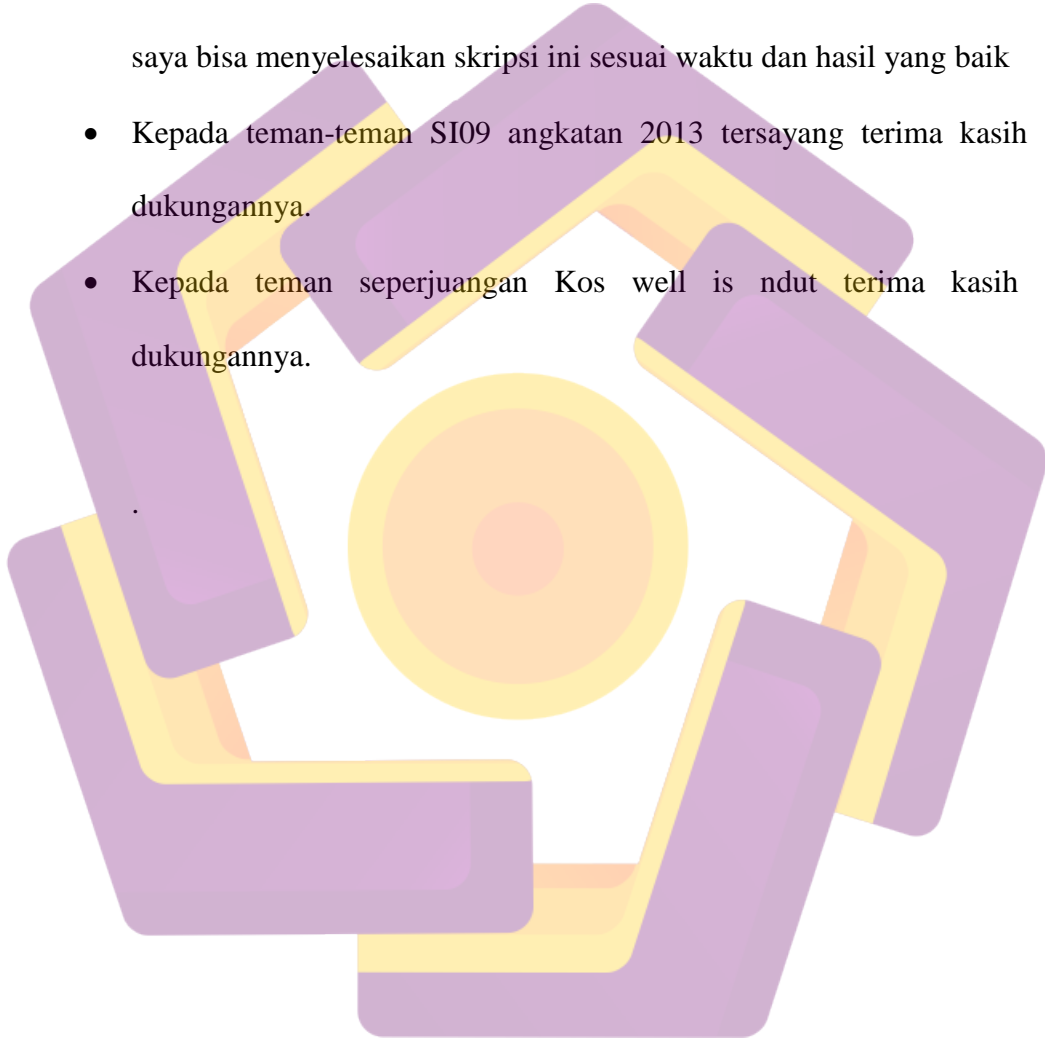 saya bisa menyelesaikan skripsi ini sesuai waktu dan hasil yang baik
• Kepada teman-teman SI09 angkatan 2013 tersayang terima kasih
dukungannya.
• Kepada teman seperjuangan Kos well is ndut terima kasih
dukungannya.
.